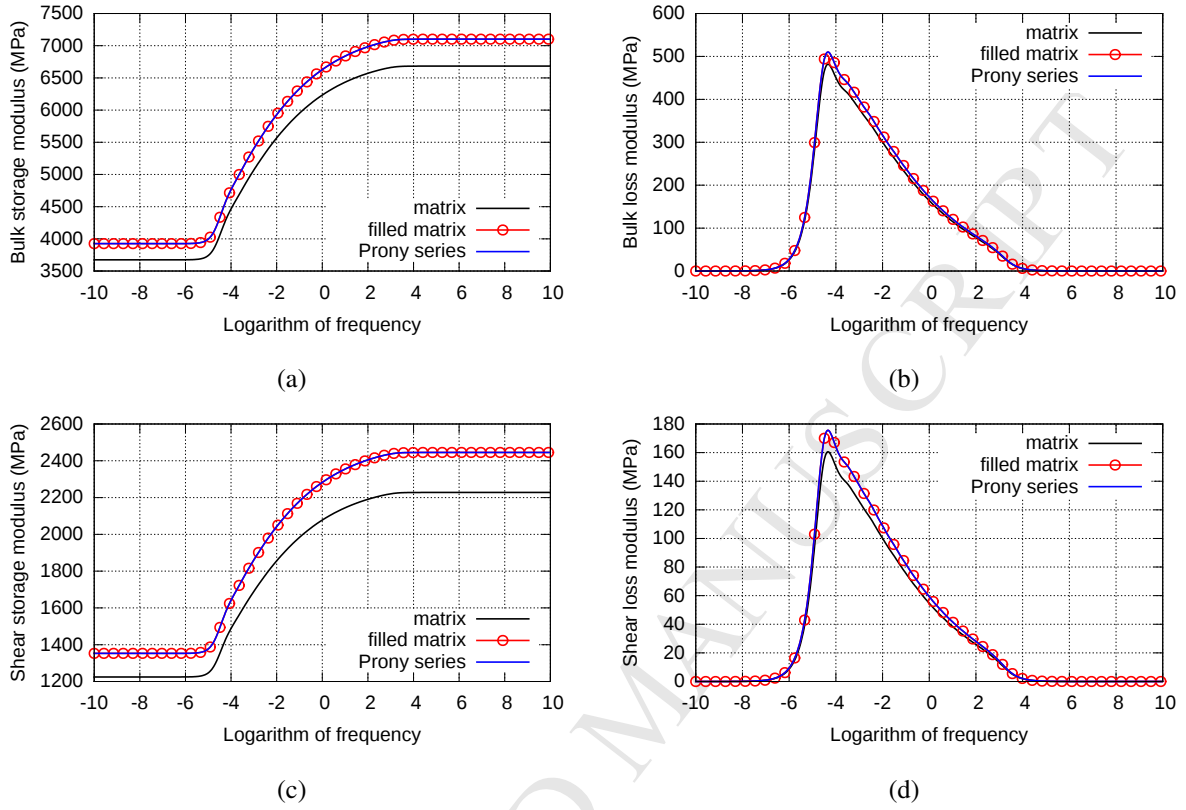 7500
7000
6500
6000
5500
5000
4500
4000
3500
Bulk storage modulus (MPa)
matrix
filled matrix
Prony series
-10 -8 -6 -4 -2 0 2 4 6 8 10
Logarithm of frequency
(a)
600
500
400
300
200
100
0
Bulk loss modulus (MPa)
matrix
filled matrix
Prony series
-10 -8 -6 -4 -2 0 2 4 6 8 10
Logarithm of frequency
(b)
2600
2400
2200
2000
1800
1600
1400
1200
Shear storage modulus (MPa)
matrix
filled matrix
Prony series
-10 -8 -6 -4 -2 0 2 4 6 8 10
Logarithm of frequency
(c)
180
160
140
120
100
80
60
40
20
0
Shear loss modulus (MPa)
matrix
filled matrix
Prony series
-10 -8 -6 -4 -2 0 2 4 6 8 10
Logarithm of frequency
(d)
D MANUSCRIPT